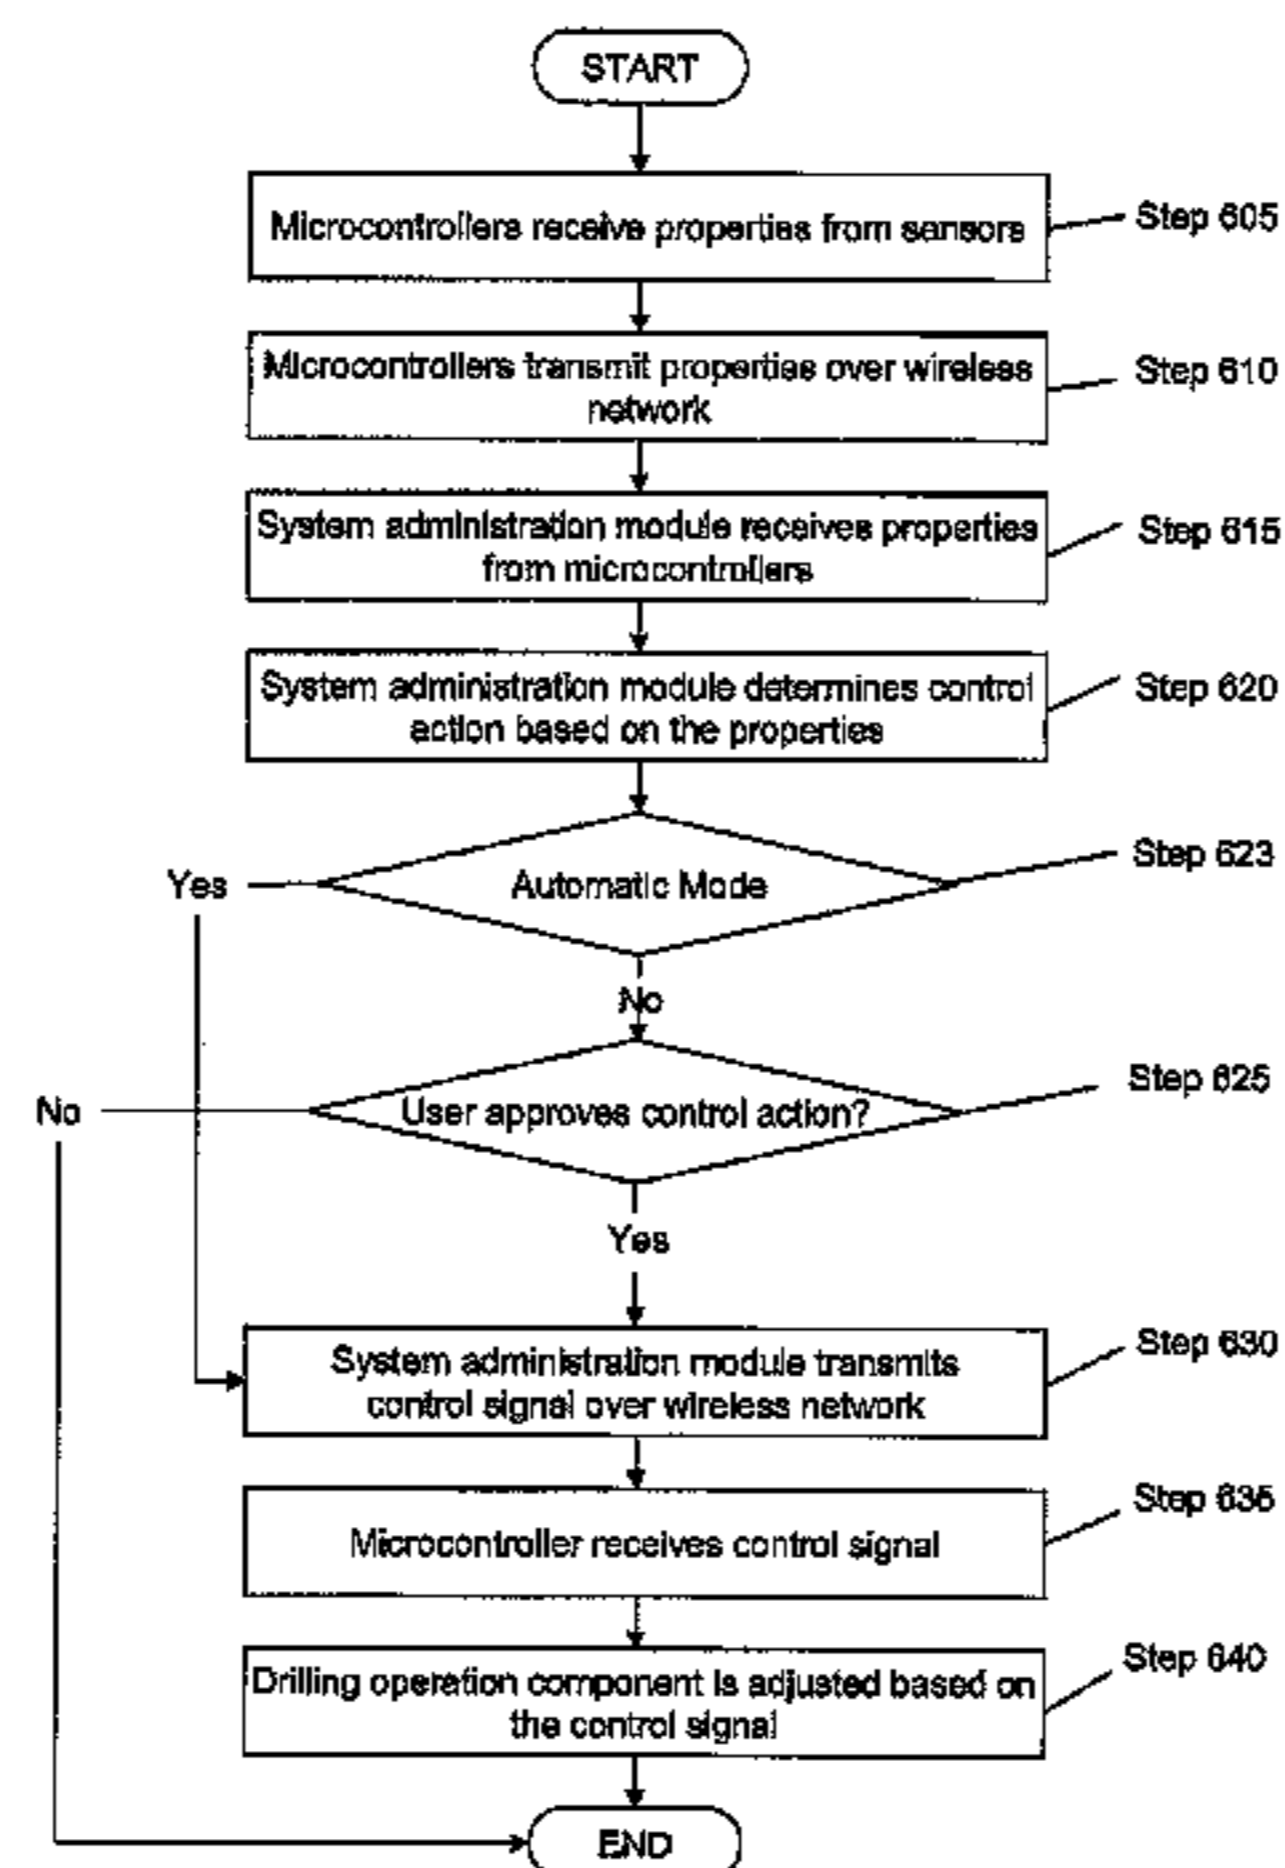 START
Microcontrollers receive properties from sensors
Step 605
Microcontrollers transmit properties over wireless
network
Step 610
System administration module receives properties
from microcontrollers
Step 615
System administration module determines control
action based on the properties
Step 620
Automatic Mode
Step 623
Yes
No
User approves control action?
Step 625
No
Yes
System administration module transmits
control signal over wireless network
Step 630
Microcontroller receives control signal
Step 635
Drilling operation component is adjusted based on
the control signal
Step 640
END